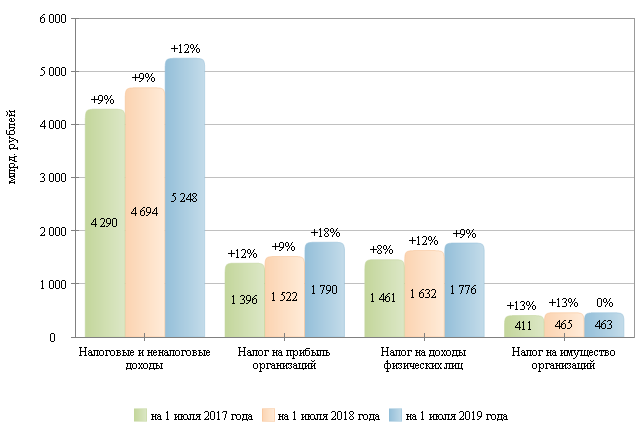 6 000
5 000
4 000
3 000
2 000
1 000
0
млрд. рублей
+9%
+9%
+12%
4 290
4 694
5 248
+12%
+9%
+18%
1 396
1 522
1 790
+8%
+12%
+9%
1 461
1 632
1 776
+13%
+13%
0%
411
465
463
Налоговые и неналоговые
доходы
Налог на прибыль
организаций
Налог на доходы
физических лиц
Налог на имущество
организаций
на 1 июля 2017 года
на 1 июля 2018 года
на 1 июля 2019 года